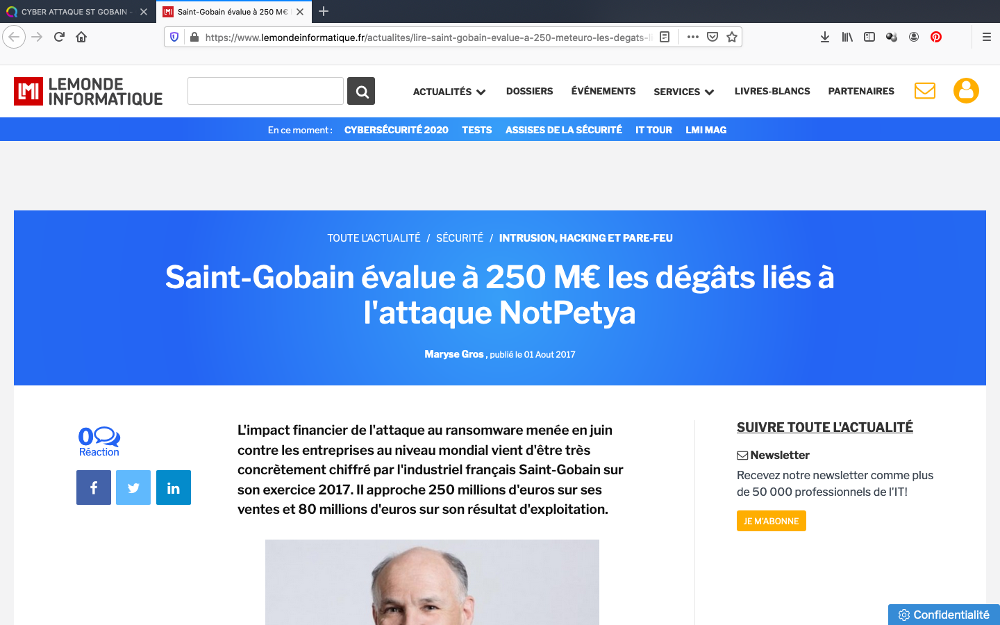 CYBER ATTAQUE ST GOBAIN -
Saint-Gobain évalue à 250 M€
https://www.lemondeinformatique.fr/actualites/lire-saint-gobain-evalue-a-250-meteuro-les-degats-li
LMI LEMONDE
INFORMATIQUE
ACTUALITÉS DOSSIERS ÉVÉNEMENTS SERVICES LIVRES-BLANCS PARTENAIRES
En ce moment : CYBERSÉCURITÉ 2020 TESTS ASSISES DE LA SÉCURITÉ IT TOUR LMI MAG
TOUTE L'ACTUALITÉ / SÉCURITÉ / INTRUSION, HACKING ET PARE-FEU
Saint-Gobain évalue à 250 M€ les dégâts liés à
l'attaque NotPetya
Maryse Gros , publié le 01 Aout 2017
0
Réaction
f in
L'impact financier de l'attaque au ransomware menée en juin
contre les entreprises au niveau mondial vient d'être très
concrètement chiffré par l'industriel français Saint-Gobain sur
son exercice 2017. Il approche 250 millions d'euros sur ses
ventes et 80 millions d'euros sur son résultat d'exploitation.
SUIVRE TOUTE L'ACTUALITÉ
Newsletter
Recevez notre newsletter comme plus
de 50 000 professionnels de l'IT!
JE M'ABONNE
Confidentialité